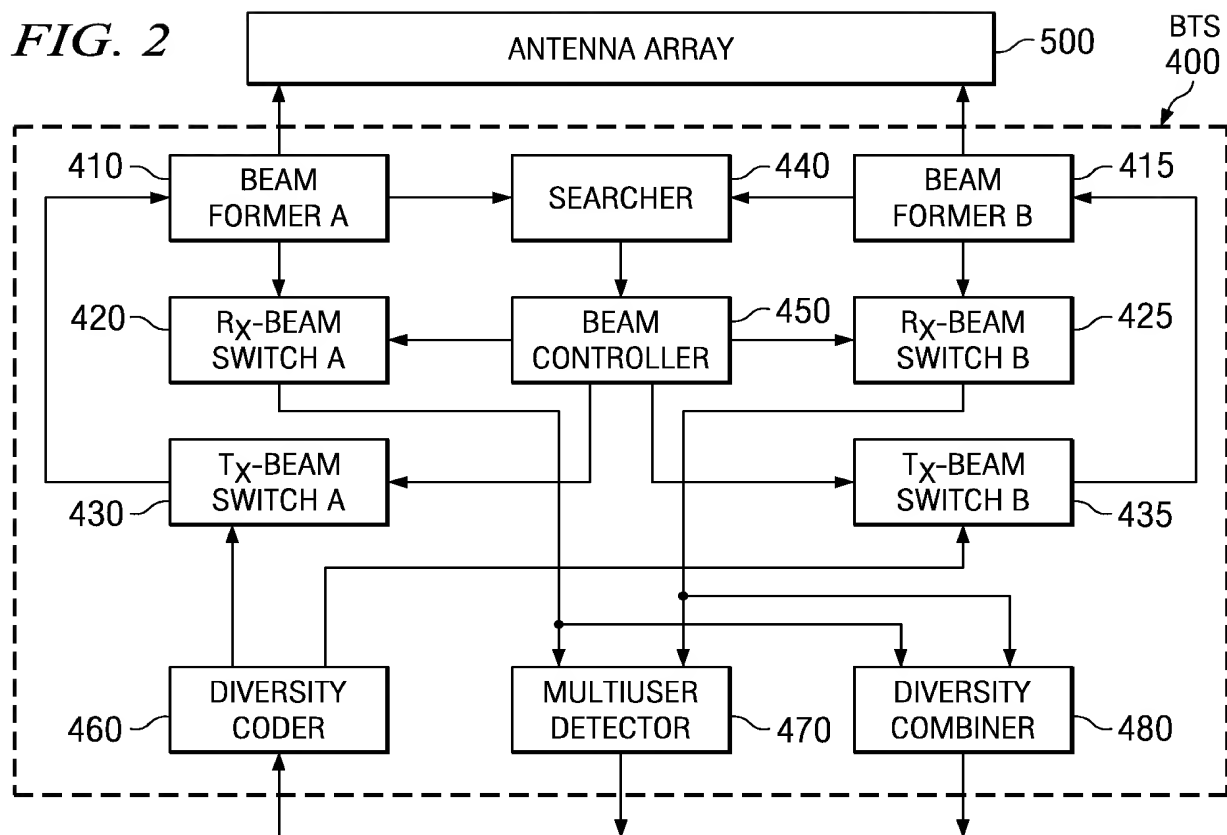 FIG. 2
ANTENNA ARRAY
500
BTS
400
410
BEAM
FORMER A
SEARCHER
440
BEAM
FORMER B
415
420
RX-BEAM
SWITCH A
BEAM
CONTROLLER
450
RX-BEAM
SWITCH B
425
TX-BEAM
SWITCH A
430
TX-BEAM
SWITCH B
435
DIVERSITY
CODER
460
MULTIUSER
DETECTOR
470
DIVERSITY
COMBINER
480